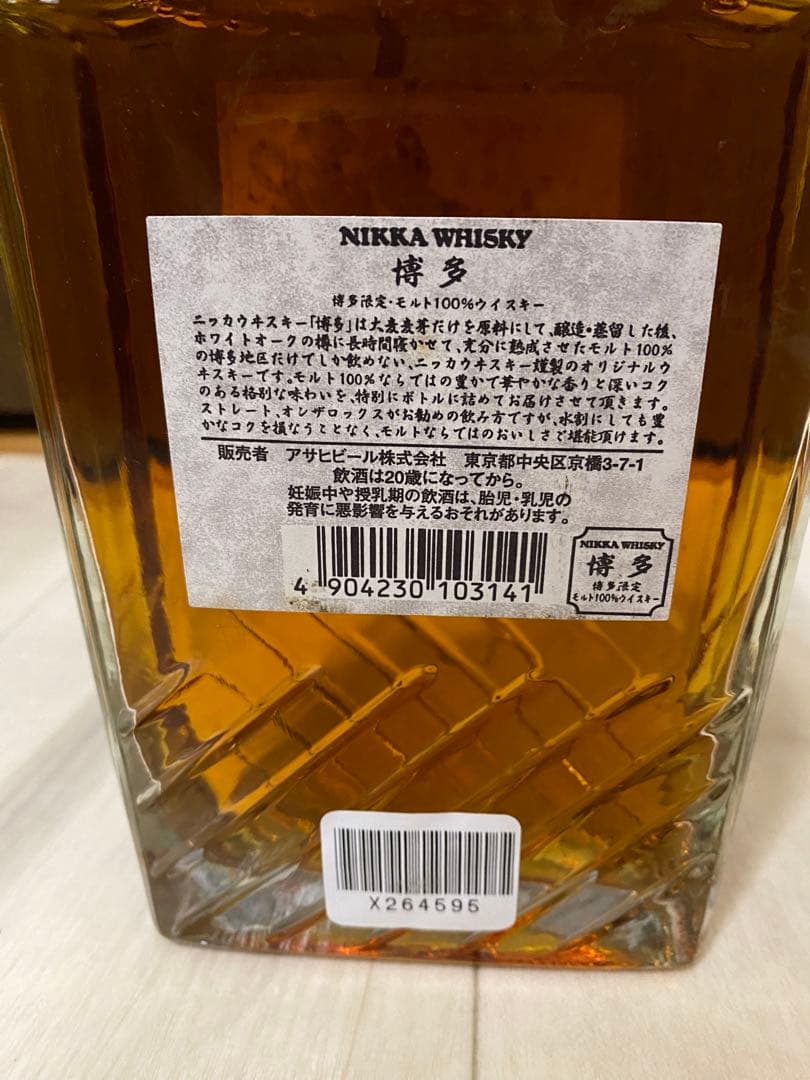 NIKKA WHISKY
博多
博多限定・モルト100%ウイスキー
ニッカウヰスキー「博多」は大麦麦芽だけを原料にして、醸造・蒸留した後、
ホワイトオークの樽に長時間寝かせて、充分に熟成させたモルト100%
の博多地区だけでしか飲めない、ニッカウヰスキー謹製のオリジナルウ
ヰスキーです。モルト100%ならではの豊かで華やかな香りと深いコク
のある格別な味わいを、特別にボトルに詰めてお届けさせて頂きます。
ストレート、オンザロックスがお勧めの飲み方ですが、水割にしても豊
かなコクを損なうことなく、モルトならではのおいしさご堪能頂けます。
販売者 アサヒビール株式会社 東京都中央区京橋3-7-1
飲酒は20歳になってから。
妊娠中や授乳期の飲酒は、胎児・乳児の
発育に悪影響を与えるおそれがあります。
4 904230 103141
NIKKA WHISKY
博多
博多限定
モルト100%ウイスキー
X264595